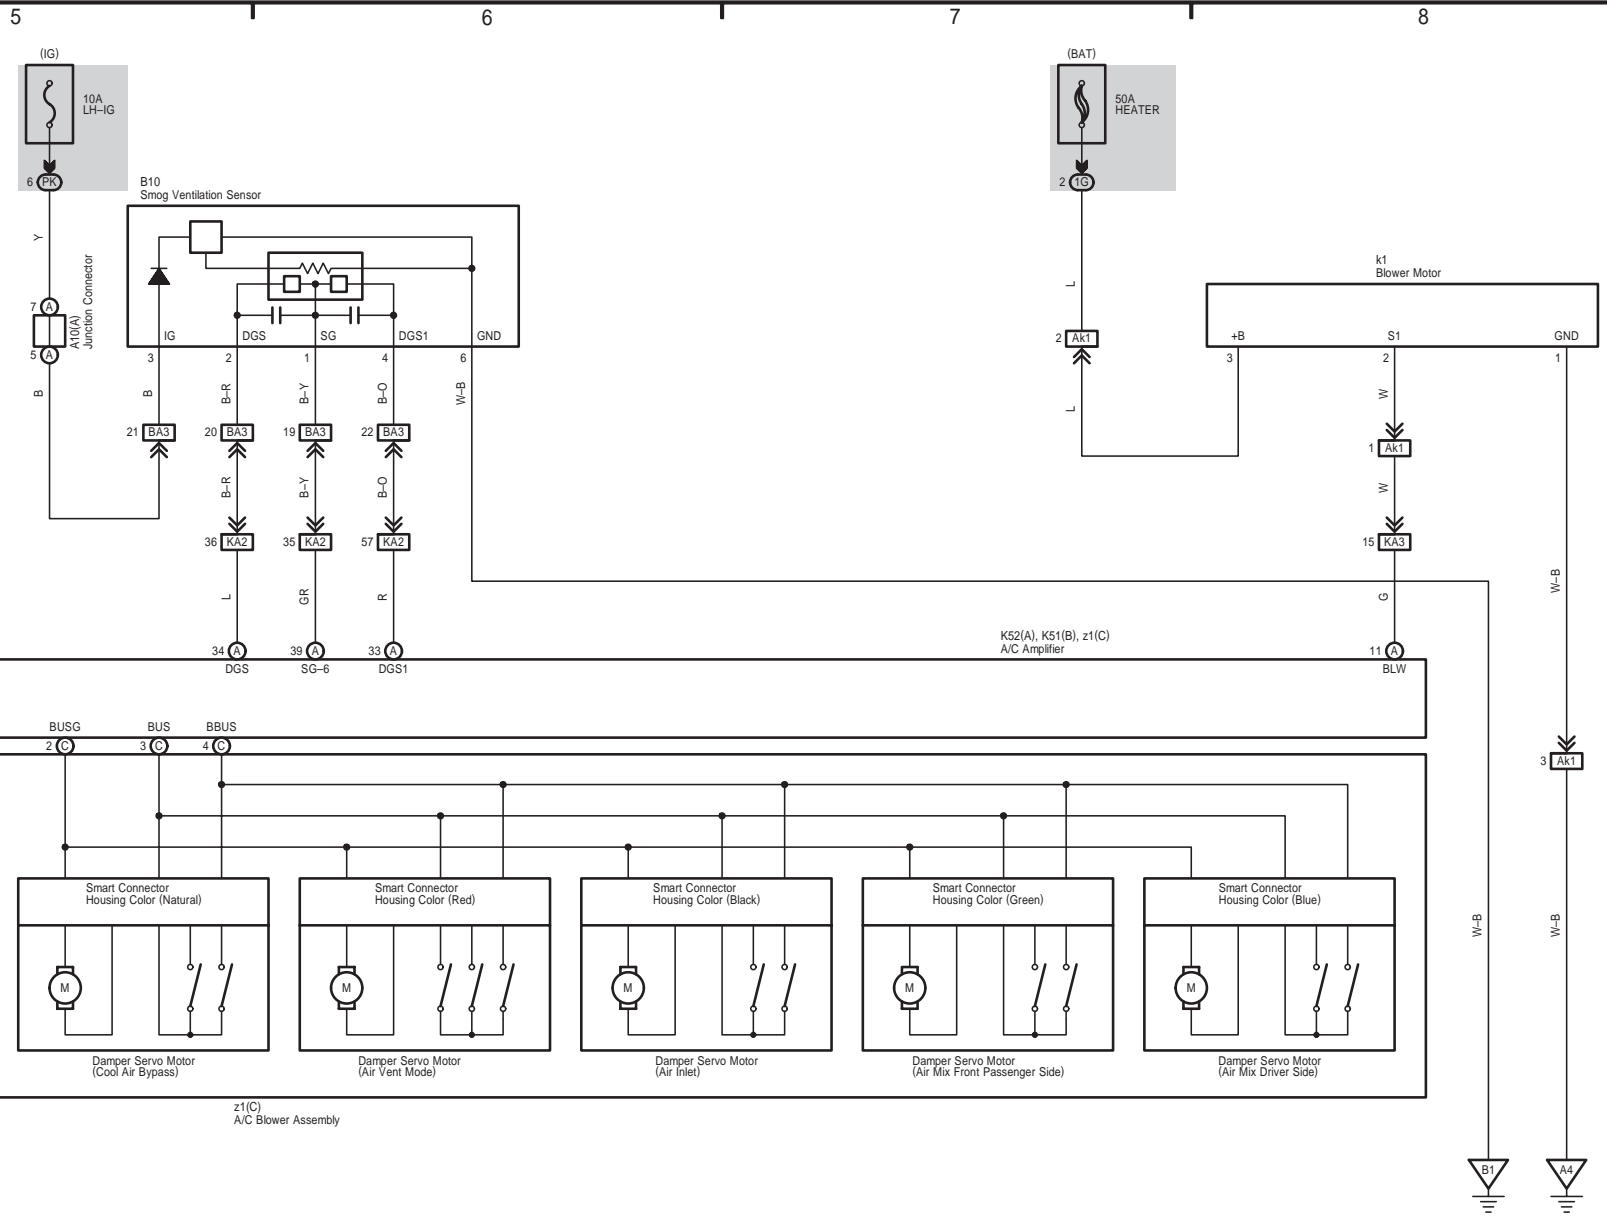 5
6
7
8
(IG)
10A
LH–IG
6 PK
Y
7 A
A10(A)
Junction Connector
5 A
B
B10
Smog Ventilation Sensor
IG
DGS
SG
DGS1
GND
3
2
1
4
6
B
B–R
B–Y
B–O
W–B
21 BA3
20 BA3
19 BA3
22 BA3
B–R
B–Y
B–O
36 KA2
35 KA2
57 KA2
L
GR
R
34 A
39 A
33 A
DGS
SG–6
DGS1
(BAT)
50A
HEATER
2 1G
L
2 Ak1
L
k1
Blower Motor
+B
S1
GND
3
2
1
W
1 Ak1
W
15 KA3
G
W–B
K52(A), K51(B), z1(C)
A/C Amplifier
11 A
BLW
BUSG
BUS
BBUS
2 C
3 C
4 C
3 Ak1
Smart Connector
Housing Color (Natural)
Smart Connector
Housing Color (Red)
Smart Connector
Housing Color (Black)
Smart Connector
Housing Color (Green)
Smart Connector
Housing Color (Blue)
W–B
W–B
M
M
M
M
M
Damper Servo Motor
(Cool Air Bypass)
Damper Servo Motor
(Air Vent Mode)
Damper Servo Motor
(Air Inlet)
Damper Servo Motor
(Air Mix Front Passenger Side)
Damper Servo Motor
(Air Mix Driver Side)
z1(C)
A/C Blower Assembly
B1
A4